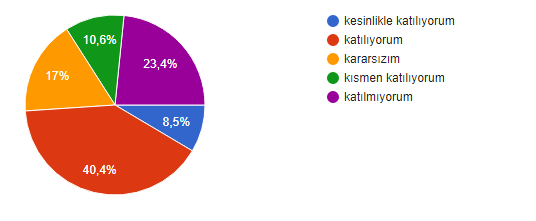 10,6%
23,4%
17%
8,5%
40,4%
kesinlikle katılıyorum
katılıyorum
kararsızım
kısmen katılıyorum
katılmıyorum